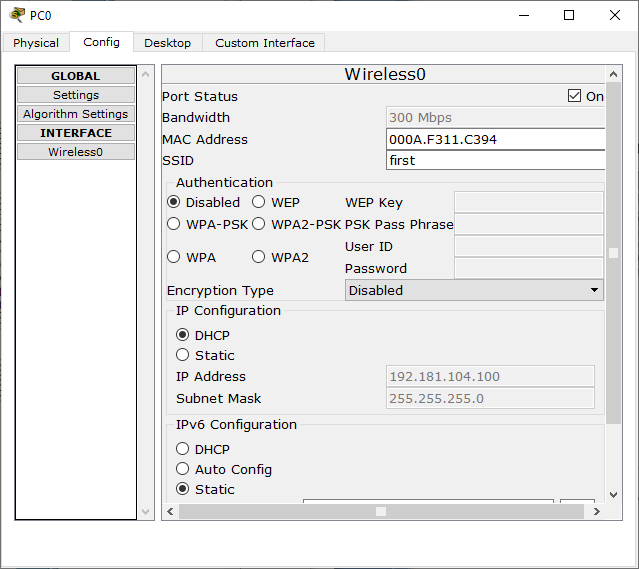 PC0
Physical Config Desktop Custom Interface
GLOBAL
Settings
Algorithm Settings
INTERFACE
Wireless0
Wireless0
Port Status On
Bandwidth 300 Mbps
MAC Address 000A.F311.C394
SSID first
Authentication
Disabled WEP WEP Key
WPA-PSK WPA2-PSK PSK Pass Phrase
User ID
WPA WPA2
Password
Encryption Type Disabled
IP Configuration
DHCP
Static
IP Address 192.181.104.100
Subnet Mask 255.255.255.0
IPv6 Configuration
DHCP
Auto Config
Static